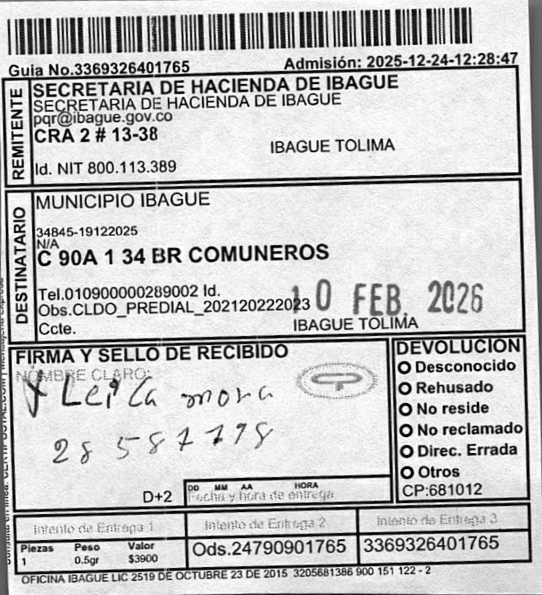 Guia No.3369326401765 Admisión: 2025-12-24-12:28:47
REMITENTE
SECRETARIA DE HACIENDA DE IBAGUE
SECRETARIA DE HACIENDA DE IBAGUE
pqr@ibague.gov.co
CRA 2 # 13-38
IBAGUE TOLIMA
Id. NIT 800.113.389
DESTINATARIO
MUNICIPIO IBAGUE
34845-19122025
N/A
C 90A 1 34 BR COMUNEROS
Tel.010900000289002 Id.
Obs.CLDO_PREDIAL_202120222023
10 FEB. 2026
Ccte. IBAGUE TOLIMA
FIRMA Y SELLO DE RECIBIDO
NOMBRE CLARO:
mora
DEVOLUCION
Desconocido
Rehusado
No reside
No reclamado
Direc. Errada
Otros
CP:681012
D+2
DD MM AA HORA
Fecha y hora de entrega
Intento de Entrega 1 Intento de Entrega 2 Intento de Entrega 3
Piezas Peso Valor
1 0.5gr $3900
Ods.24790901765 3369326401765
OFICINA IBAGUE LIC 2519 DE OCTUBRE 23 DE 2015 3205681386 900 151 122 - 2